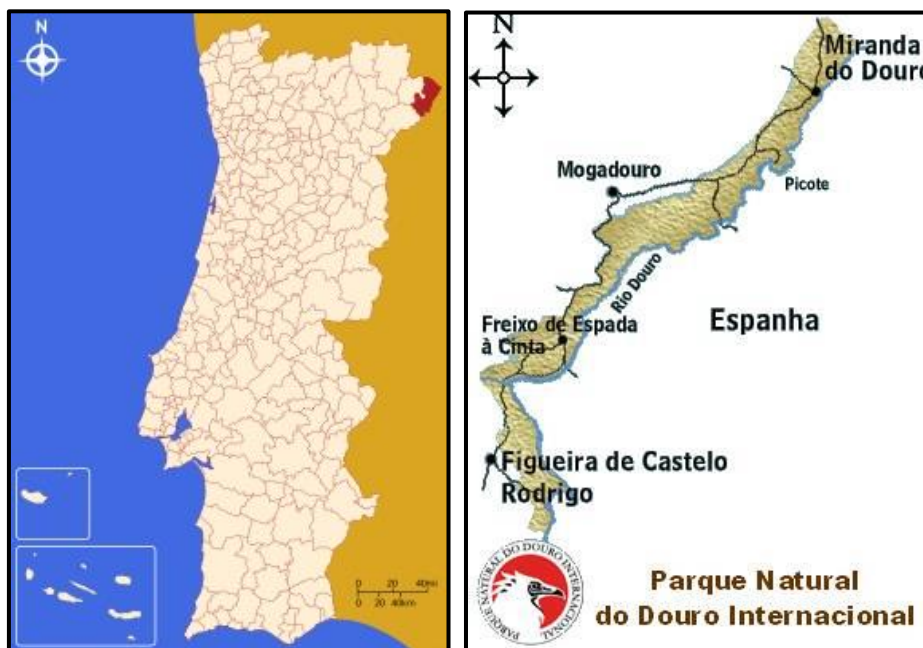 N
0 20 40mi
0 20 40km
Miranda
do Douro
Mogadouro
Picote
Rio Douro
Espanha
Freixo de Espada
à Cinta
Figueira de Castelo
Rodrigo
PARQUE NATURAL DO DOURO INTERNACIONAL
Parque Natural
do Douro Internacional
N